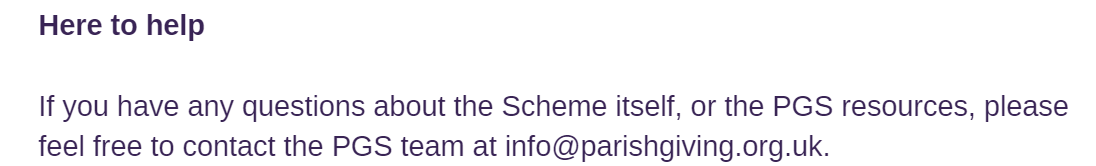 Here to help
If you have any questions about the Scheme itself, or the PGS resources, please
feel free to contact the PGS team at info@parishgiving.org.uk.